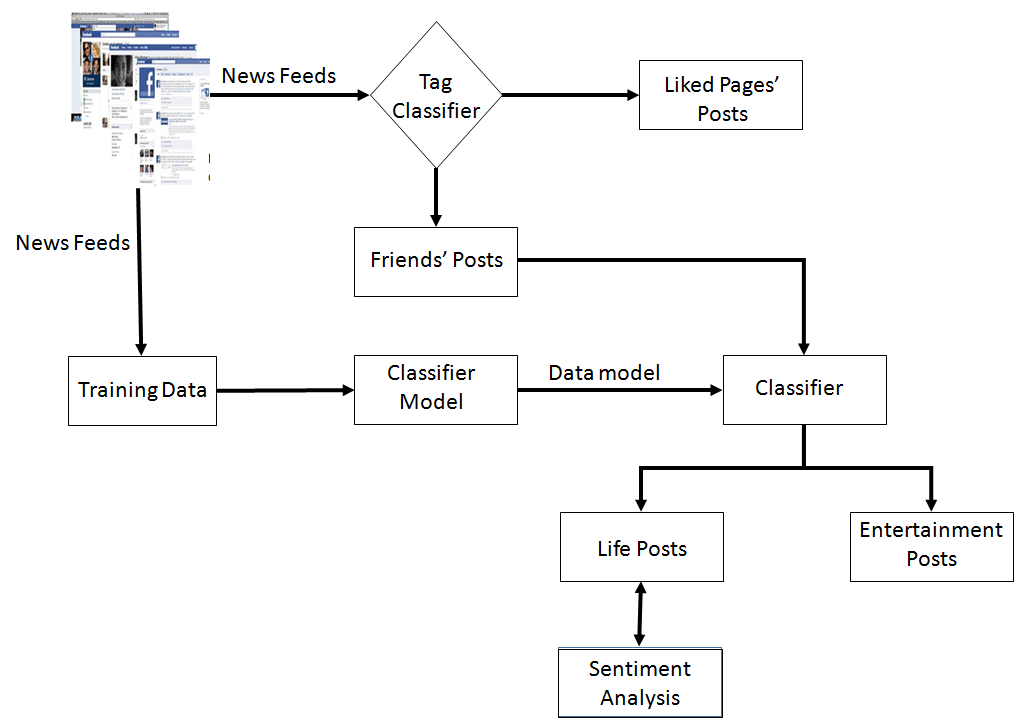 facebook
News Feeds
Tag
Classifier
Liked Pages’
Posts
News Feeds
Friends’ Posts
Training Data
Classifier
Model
Data model
Classifier
Life Posts
Entertainment
Posts
Sentiment
Analysis